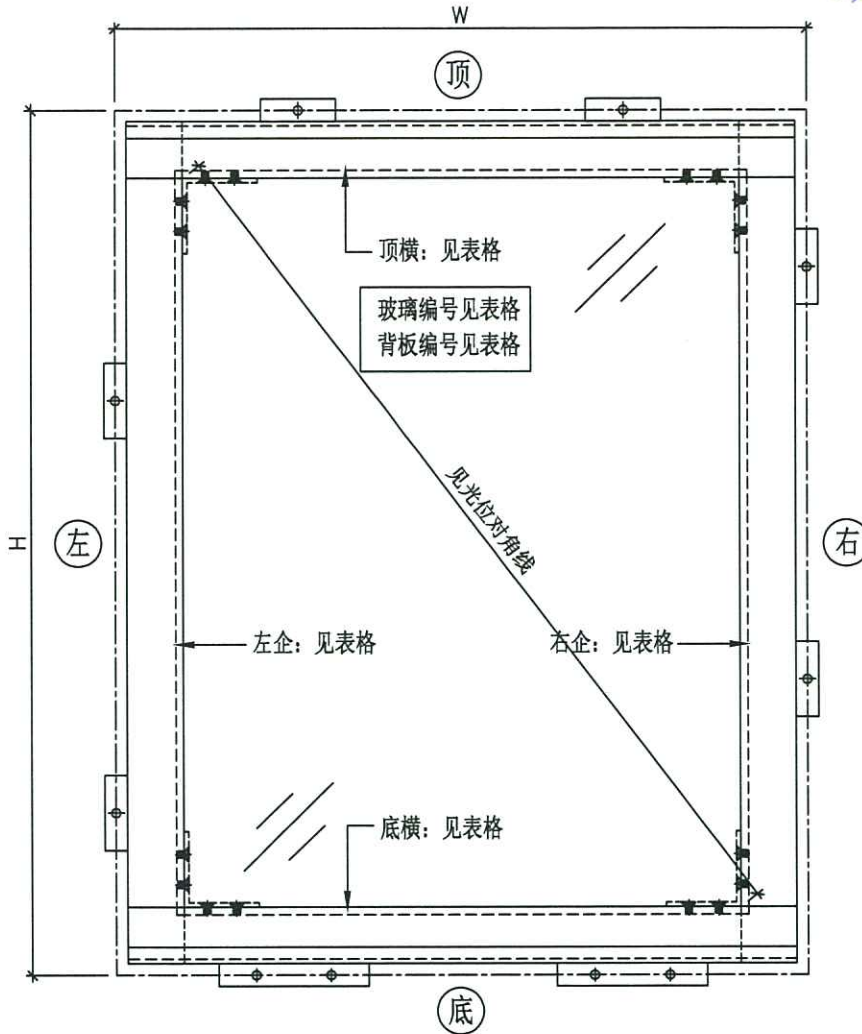 W
顶
顶横：见表格
玻璃编号见表格
背板编号见表格
见光位对角线
H
左
右
左企：见表格
右企：见表格
底横：见表格
底